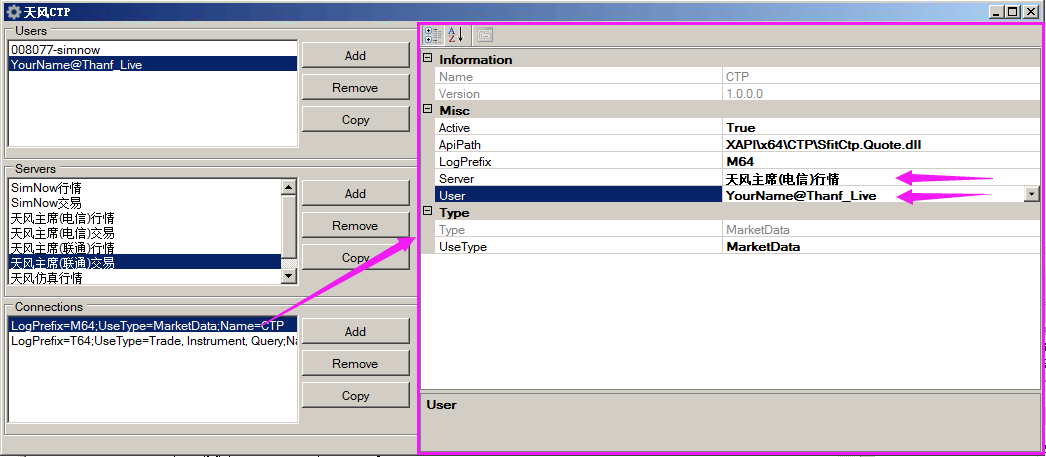 天风CTP
Users
008077-simnow
YourName@Thanf_Live
Add
Remove
Copy
Servers
SimNow行情
SimNow交易
天风主席(电信)行情
天风主席(电信)交易
天风主席(联通)行情
天风主席(联通)交易
天风仿真行情
Add
Remove
Copy
Connections
LogPrefix=M64;UseType=MarketData;Name=CTP
LogPrefix=T64;UseType=Trade, Instrument, Query;Na
Add
Remove
Copy
Information
Name CTP
Version 1.0.0.0
Misc
Active True
ApiPath XAPI\x64\CTP\SfitCtp.Quote.dll
LogPrefix M64
Server 天风主席(电信)行情
User YourName@Thanf_Live
Type
Type MarketData
UseType MarketData
User